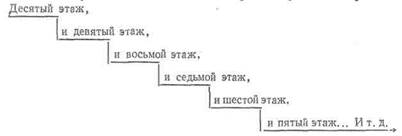 Десятый этаж,
и девятый этаж,
и восьмой этаж,
и седьмой этаж,
и шестой этаж.
и пятый этаж... И т. д.